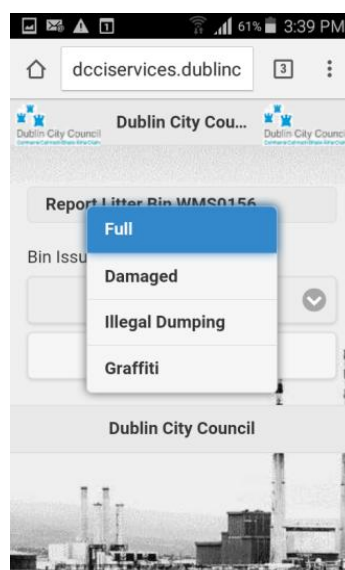 61% 3:39 PM
dcciservices.dublinc 3
Dublin City Council
Dublin City Cou...
Dublin City Counc
Report Litter Bin WMS0156
Bin Issu
Full
Damaged
Illegal Dumping
Graffiti
Dublin City Council